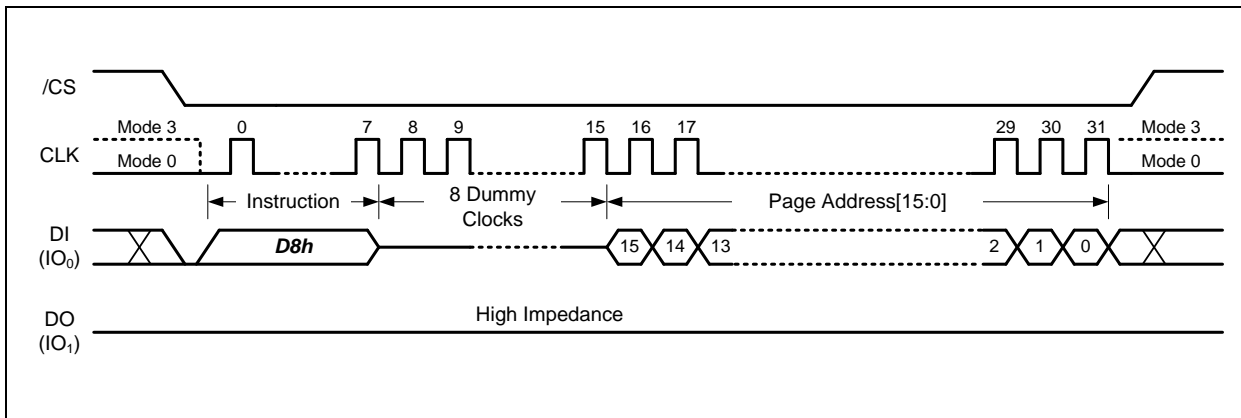 /CS
Mode 3 0 7 8 9 15 16 17 29 30 31 Mode 3
CLK
Mode 0 Mode 0
Instruction 8 Dummy Clocks Page Address[15:0]
DI
(IO₀)
D8h 15 14 13 2 1 0
High Impedance
DO
(IO₁)